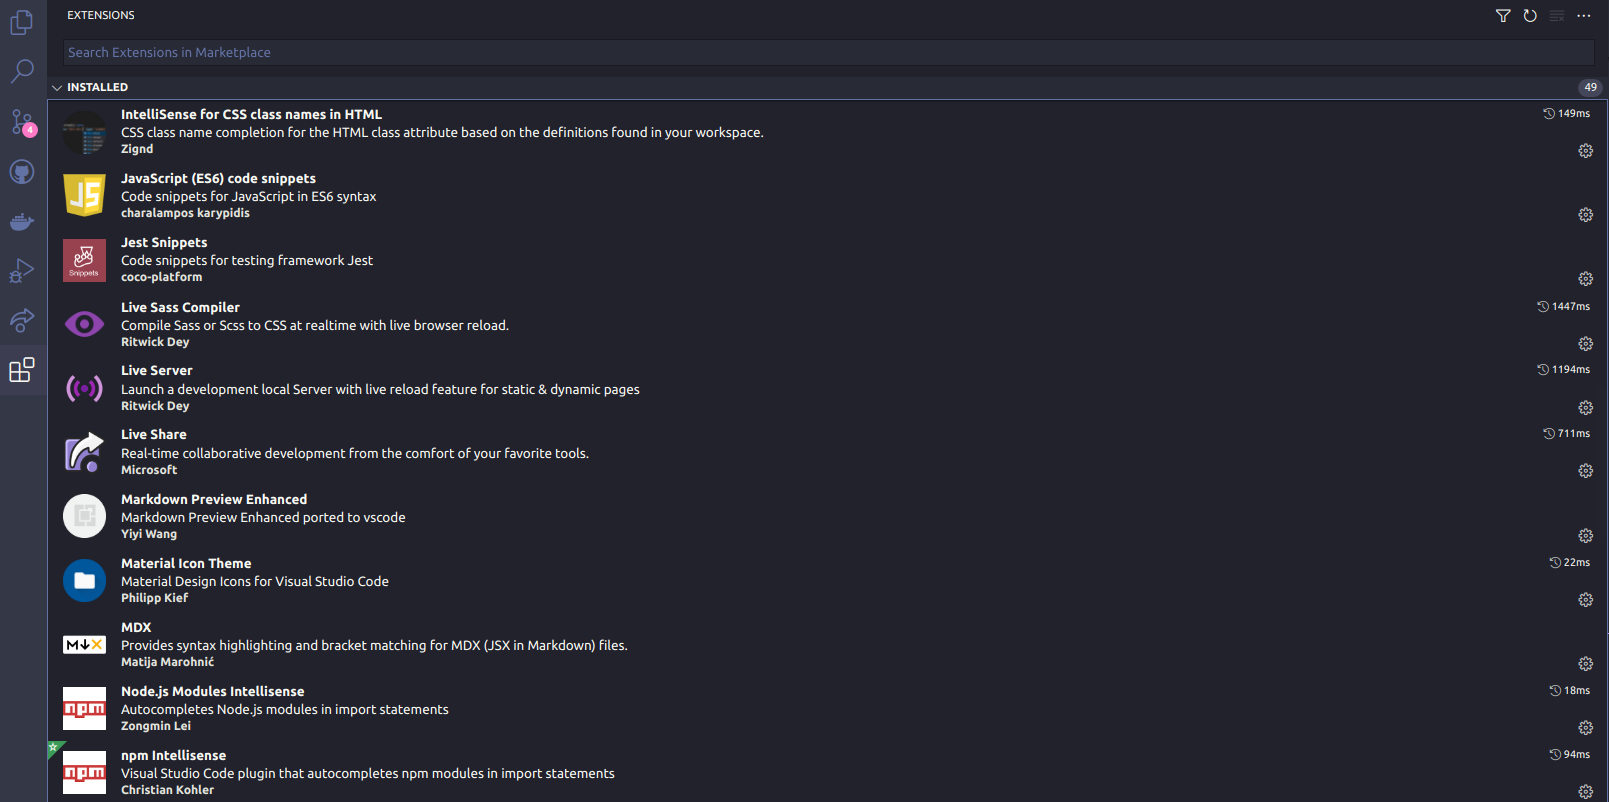 EXTENSIONS
Search Extensions in Marketplace
INSTALLED 49
IntelliSense for CSS class names in HTML 149ms
CSS class name completion for the HTML class attribute based on the definitions found in your workspace.
Zignd
JavaScript (ES6) code snippets
JS
Code snippets for JavaScript in ES6 syntax
charalampos karypidis
4
Jest Snippets
Code snippets for testing framework Jest
Snippets
coco-platform
Live Sass Compiler 1447ms
Compile Sass or Scss to CSS at realtime with live browser reload.
Ritwick Dey
Live Server 1194ms
Launch a development local Server with live reload feature for static & dynamic pages
Ritwick Dey
Live Share 711ms
Real-time collaborative development from the comfort of your favorite tools.
Microsoft
Markdown Preview Enhanced
Markdown Preview Enhanced ported to vscode
Yiyi Wang
Material Icon Theme 22ms
Material Design Icons for Visual Studio Code
Philipp Kief
MDX
M↓X
Provides syntax highlighting and bracket matching for MDX (JSX in Markdown) files.
Matija Marohnić
Node.js Modules Intellisense 18ms
npm
Autocompletes Node.js modules in import statements
Zongmin Lei
npm Intellisense 94ms
npm
Visual Studio Code plugin that autocompletes npm modules in import statements
Christian Kohler